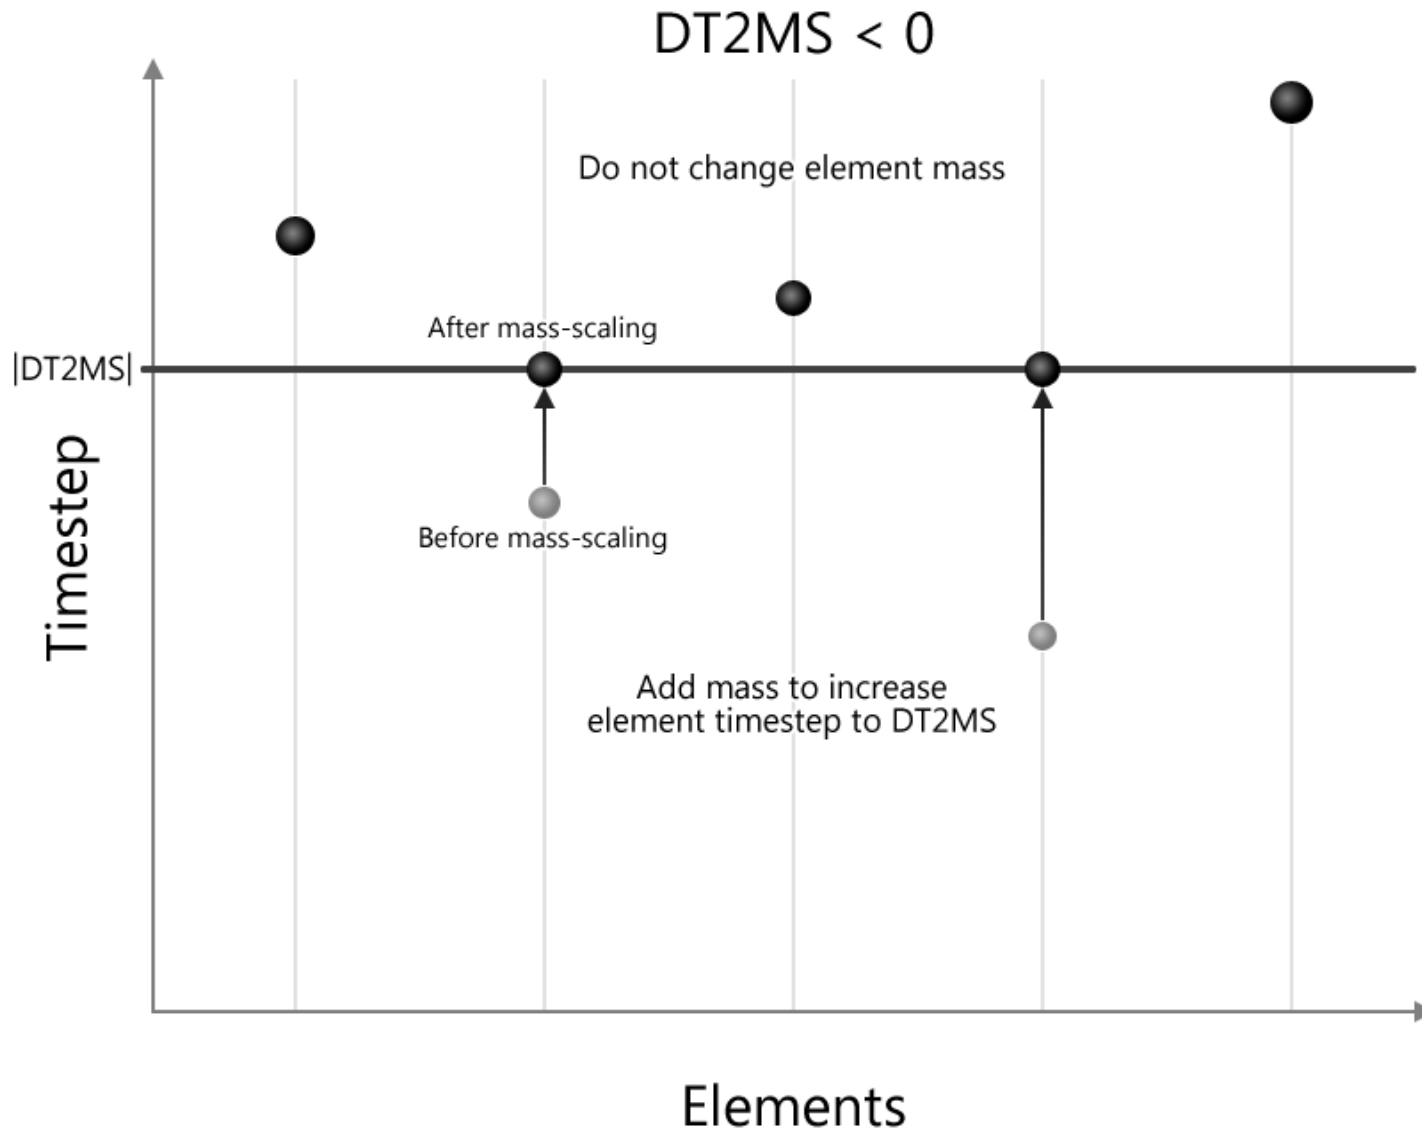 DT2MS < 0
Do not change element mass
After mass-scaling
|DT2MS|
Timestep
Before mass-scaling
Add mass to increase
element timestep to DT2MS
Elements